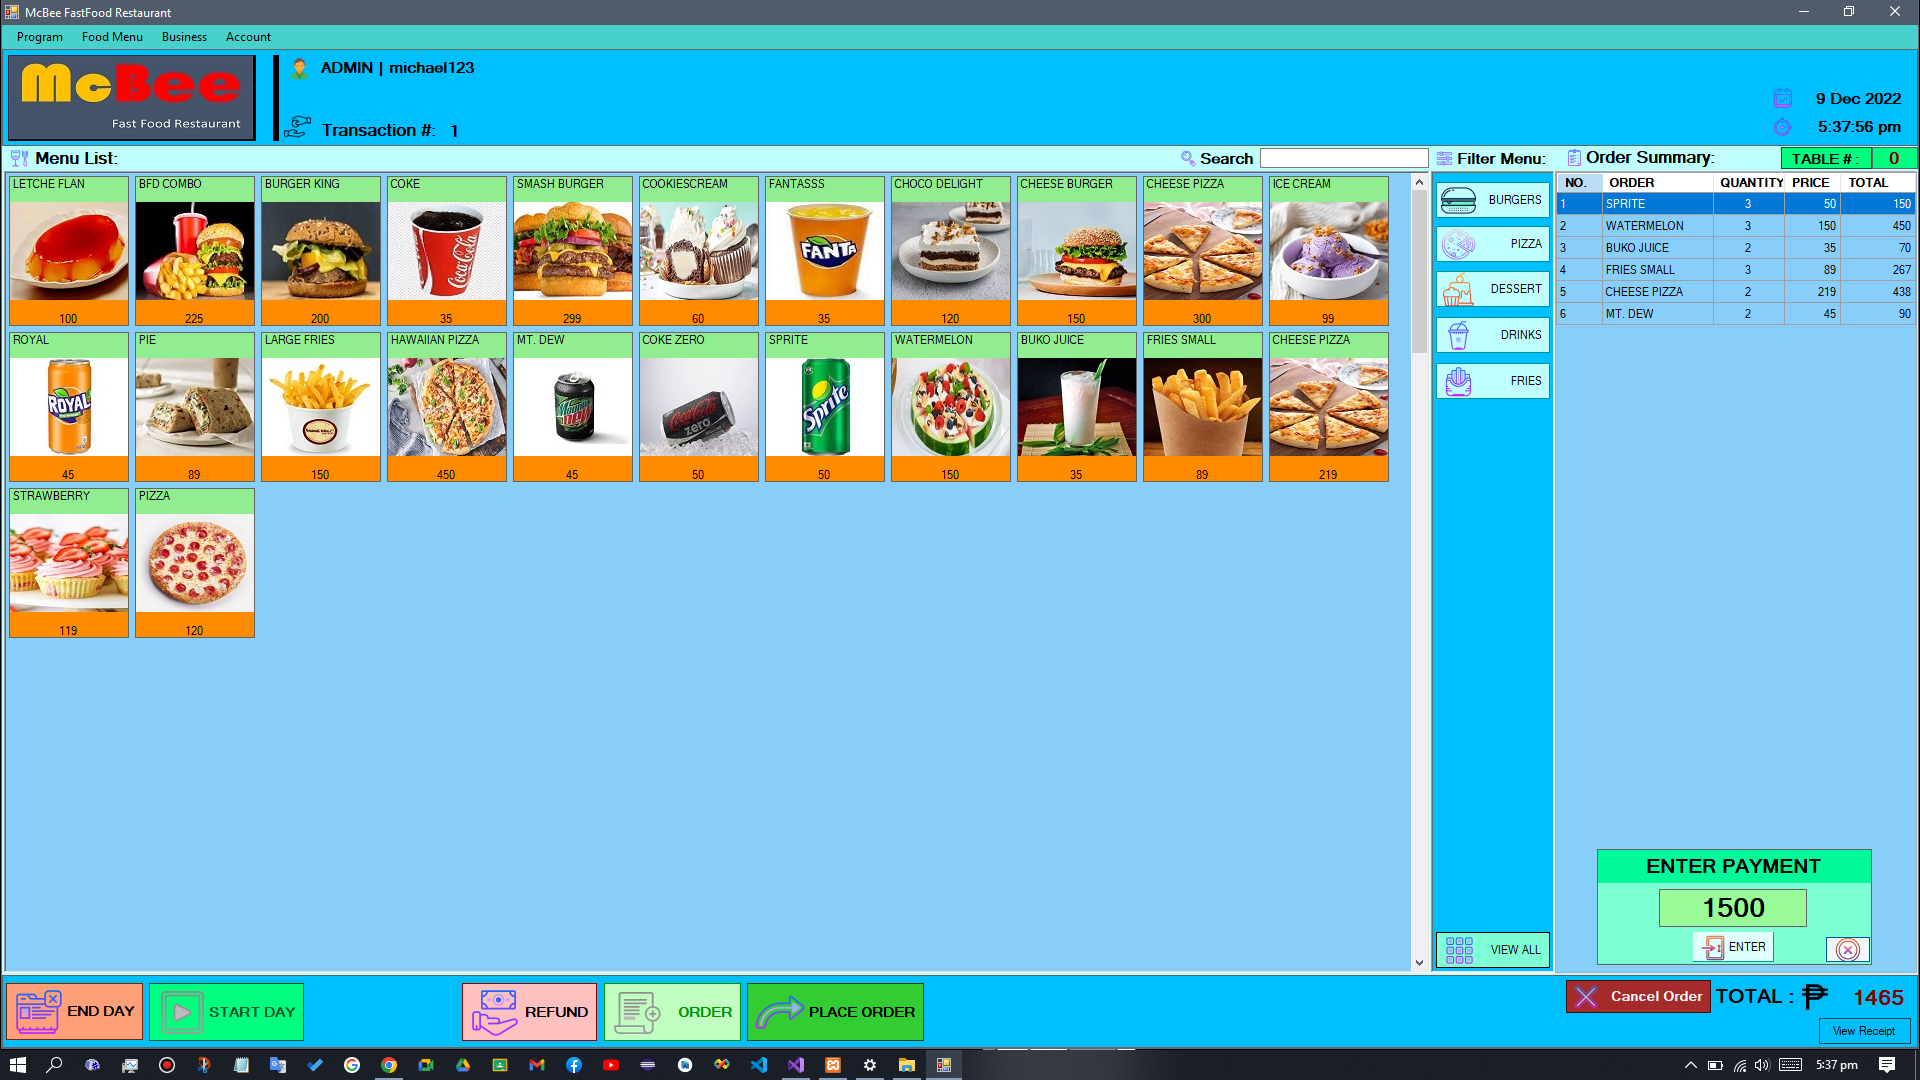 McBee FastFood Restaurant
Program Food Menu Business Account
McBee
Fast Food Restaurant
ADMIN | michael123
Transaction #: 1
9 Dec 2022
5:37:56 pm
Menu List:
Search
Filter Menu:
Order Summary:
TABLE # : 0
LETCHE FLAN BFD COMBO BURGER KING COKE SMASH BURGER COOKIESCREAM FANTASSS CHOCO DELIGHT CHEESE BURGER CHEESE PIZZA ICE CREAM
Coca-Cola
FANTA
100 225 200 35 299 60 35 120 150 300 99
ROYAL PIE LARGE FRIES HAWAIIAN PIZZA MT. DEW COKE ZERO SPRITE WATERMELON BUKO JUICE FRIES SMALL CHEESE PIZZA
ROYAL
zero
Sprite
45 89 150 450 45 50 50 150 35 89 219
STRAWBERRY PIZZA
119 120
BURGERS
PIZZA
DESSERT
DRINKS
FRIES
VIEW ALL
NO. ORDER QUANTITY PRICE TOTAL
1 SPRITE 3 50 150
2 WATERMELON 3 150 450
3 BUKO JUICE 2 35 70
4 FRIES SMALL 3 89 267
5 CHEESE PIZZA 2 219 438
6 MT. DEW 2 45 90
ENTER PAYMENT
1500
ENTER
END DAY START DAY REFUND ORDER PLACE ORDER
Cancel Order TOTAL : ₱ 1465
View Receipt
5:37 pm